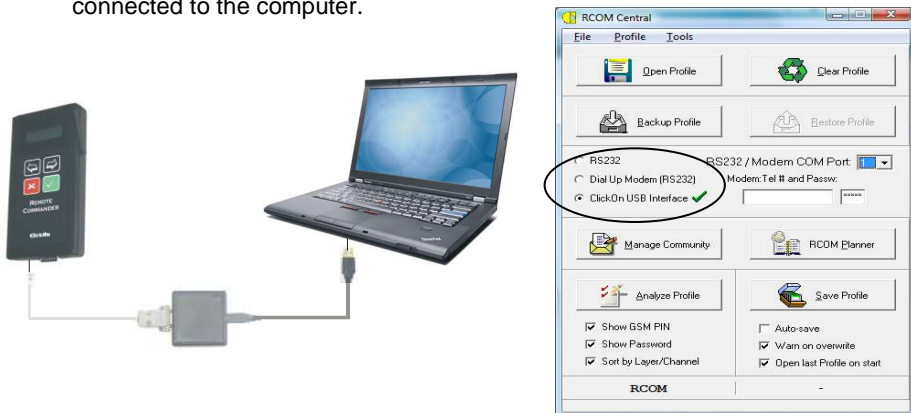 connected to the computer.
RCOM Central
File Profile Tools
Open Profile
Clear Profile
Backup Profile
Restore Profile
RS232
RS232 / Modem COM Port: 1
Dial Up Modem (RS232)
Modem:Tel # and Passw:
ClickOn USB Interface
*****
Manage Community
RCOM Planner
Analyze Profile
Save Profile
Show GSM PIN
Auto-save
Show Password
Warn on overwrite
Sort by Layer/Channel
Open last Profile on start
RCOM
-
REMOTE
COMMANDER
ThinkPad